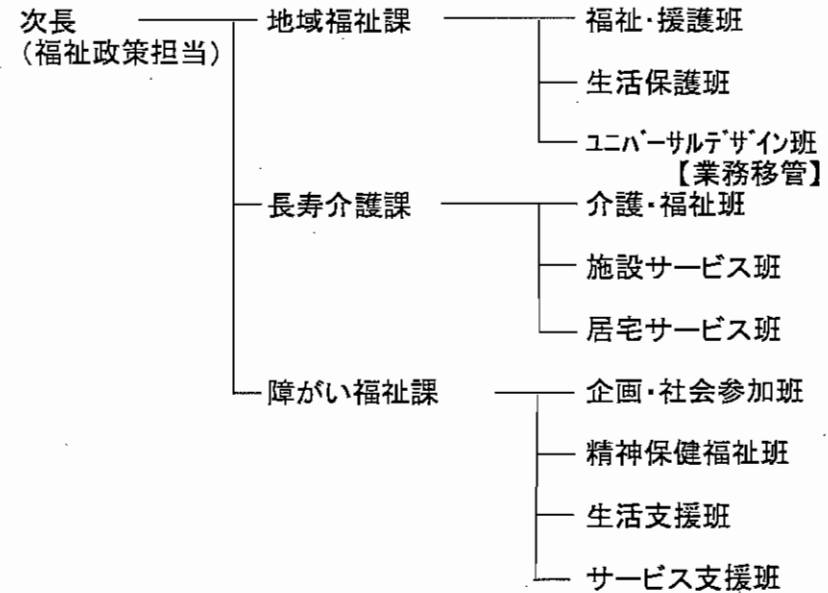 次長 地域福祉課 福祉・援護班
（福祉政策担当）
生活保護班
ﾕﾆﾊﾞｰｻﾙﾃﾞｻﾞｲﾝ班
【業務移管】
長寿介護課 介護・福祉班
施設サービス班
居宅サービス班
障がい福祉課 企画・社会参加班
精神保健福祉班
生活支援班
サービス支援班